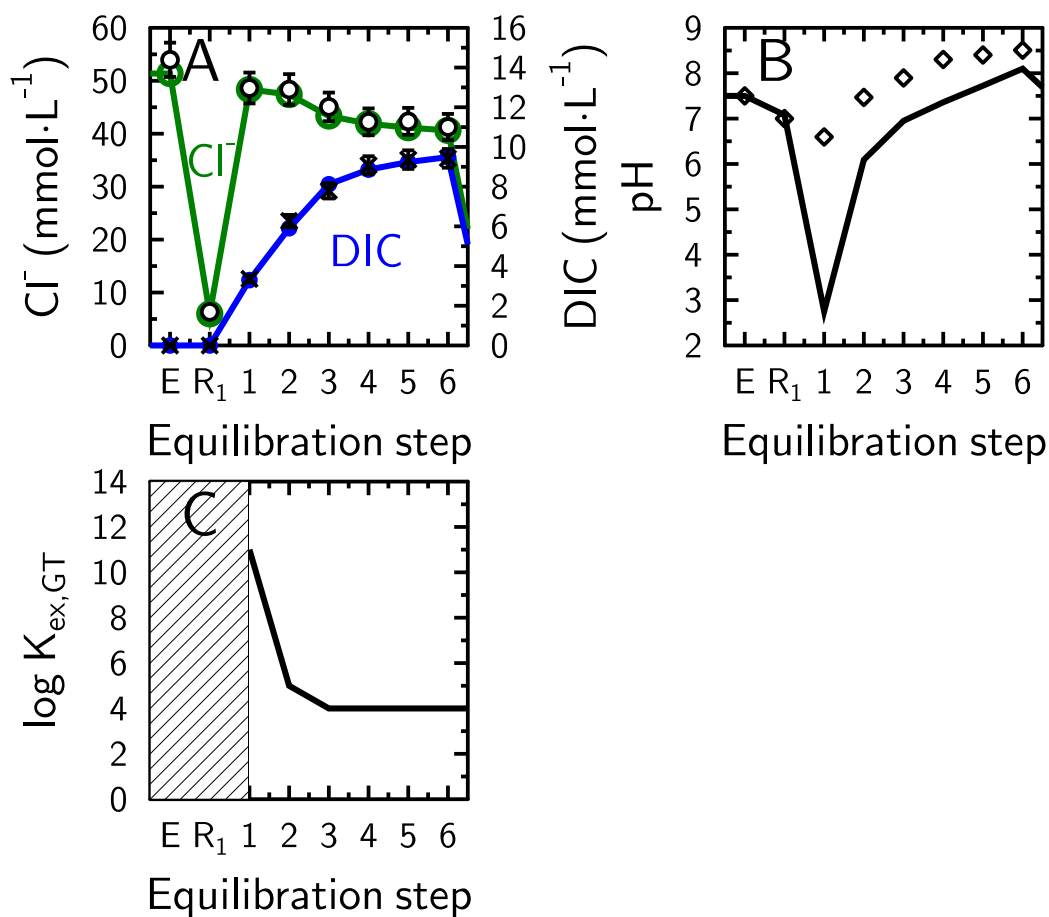 A
Cl⁻ (mmol·L⁻¹)
60
50
40
30
20
10
0
Cl⁻
DIC
16
14
12
10
8
6
4
2
0
DIC (mmol·L⁻¹)
E R₁ 1 2 3 4 5 6
Equilibration step
B
pH
9
8
7
6
5
4
3
2
E R₁ 1 2 3 4 5 6
Equilibration step
C
log K_ex,GT
14
12
10
8
6
4
2
0
E R₁ 1 2 3 4 5 6
Equilibration step